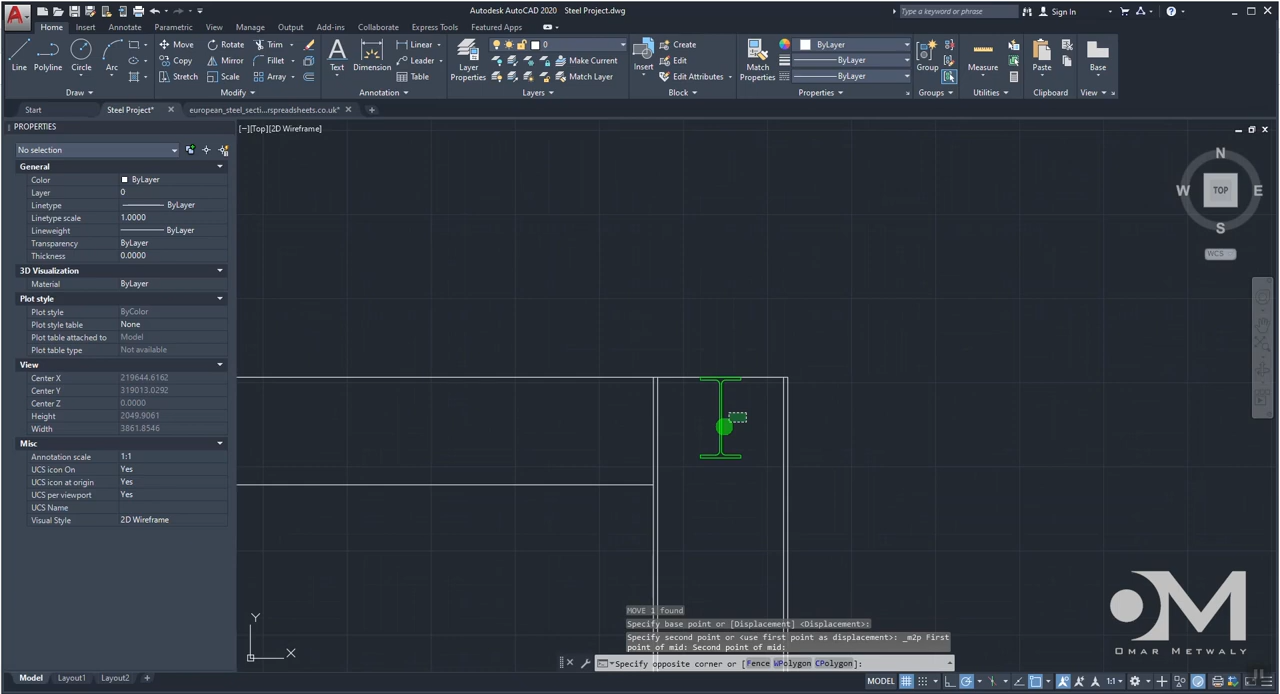 Autodesk AutoCAD 2020 Steel Project.dwg
Type a keyword or phrase
Sign In
Home Insert Annotate Parametric View Manage Output Add-ins Collaborate Express Tools Featured Apps
Line Polyline Circle Arc
Move Rotate Trim
Copy Mirror Fillet
Stretch Scale Array
Text Dimension
Linear
Leader
Table
Layer Properties
0
Make Current
Match Layer
Insert
Create
Edit
Edit Attributes
Match Properties
ByLayer
ByLayer
ByLayer
Group Measure Paste Base
Draw Modify Annotation Layers Block Properties Groups Utilities Clipboard View
Start Steel Project* european_steel_secti...rspreadsheets.co.uk*
PROPERTIES
[−][Top][2D Wireframe]
No selection
General
Color ByLayer
Layer 0
Linetype ByLayer
Linetype scale 1.0000
Lineweight ByLayer
Transparency ByLayer
Thickness 0.0000
3D Visualization
Material ByLayer
Plot style
Plot style ByColor
Plot style table None
Plot table attached to Model
Plot table type Not available
View
Center X 219644.6162
Center Y 319013.0292
Center Z 0.0000
Height 2049.9061
Width 3861.8546
Misc
Annotation scale 1:1
UCS icon On Yes
UCS icon at origin Yes
UCS per viewport Yes
UCS Name
Visual Style 2D Wireframe
N
W TOP E
S
WCS
Y
X
MOVE 1 found
Specify base point or [Displacement] <Displacement>:
Specify second point or <use first point as displacement>: _m2p First
point of mid: Second point of mid:
Specify opposite corner or [Fence WPolygon CPolygon]:
OM
OMAR METWALY
Model Layout1 Layout2
MODEL 1:1